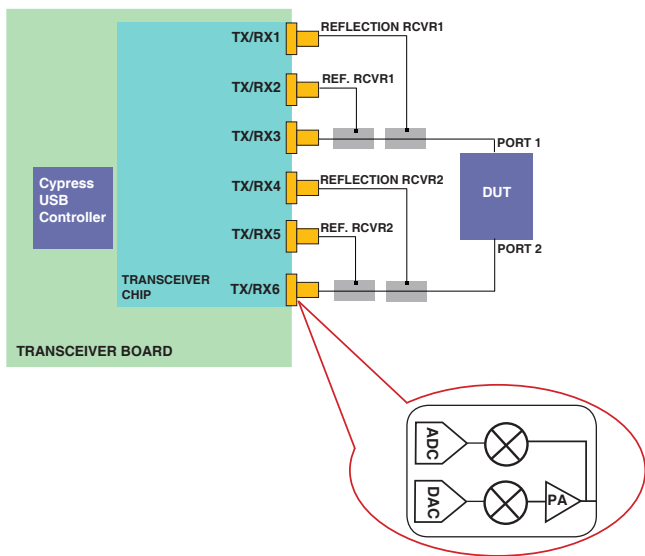 TX/RX1
REFLECTION RCVR1
TX/RX2
REF. RCVR1
TX/RX3
PORT 1
Cypress
USB
Controller
TX/RX4
REFLECTION RCVR2
DUT
TX/RX5
REF. RCVR2
PORT 2
TRANSCEIVER
CHIP
TX/RX6
TRANSCEIVER BOARD
ADC
DAC
PA